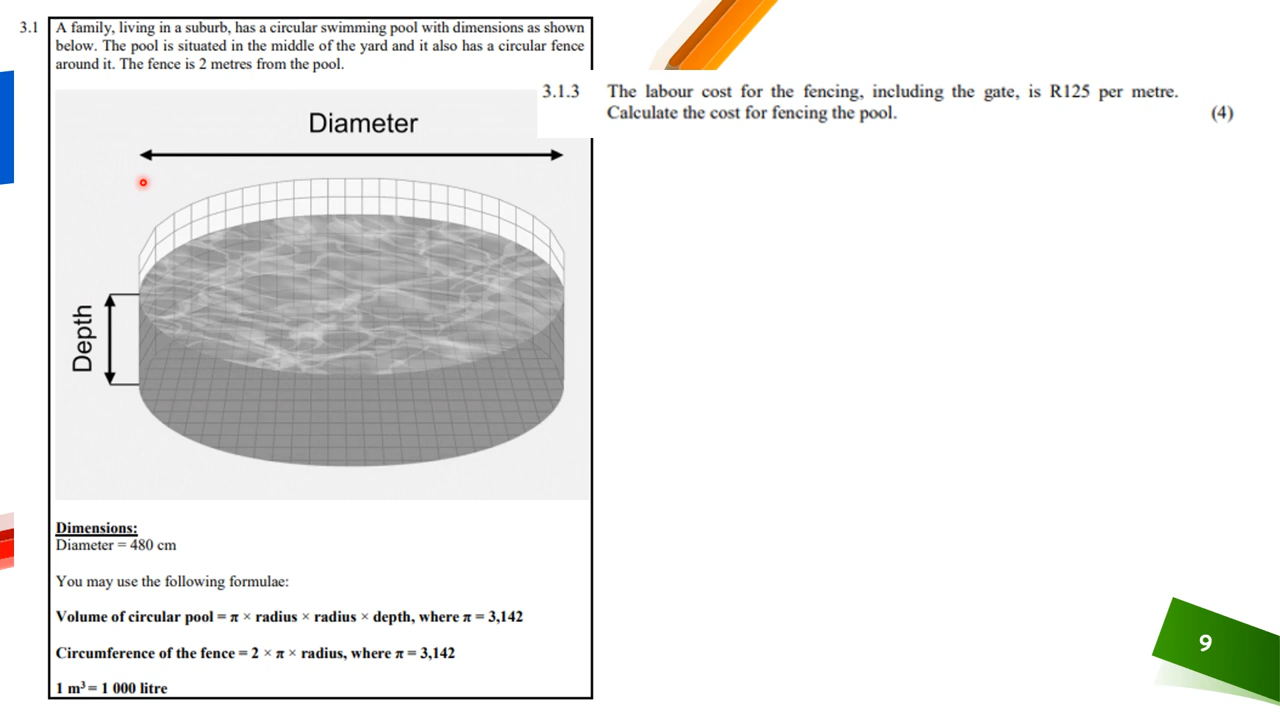 3.1 A family, living in a suburb, has a circular swimming pool with dimensions as shown
below. The pool is situated in the middle of the yard and it also has a circular fence
around it. The fence is 2 metres from the pool.
Diameter
Depth
Dimensions:
Diameter = 480 cm
You may use the following formulae:
Volume of circular pool = π × radius × radius × depth, where π = 3,142
Circumference of the fence = 2 × π × radius, where π = 3,142
1 m³ = 1 000 litre
3.1.3 The labour cost for the fencing, including the gate, is R125 per metre.
Calculate the cost for fencing the pool. (4)
9